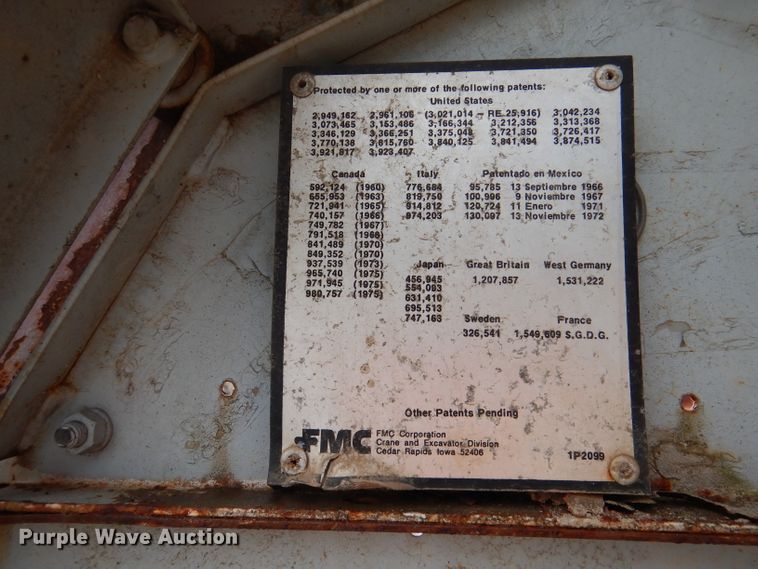 Protected by one or more of the following patents:
United States
2,949,162 2,961,106 (3,021,014 - RE 25,916) 3,042,234
3,073,465 3,153,486 3,166,344 3,212,356 3,313,368
3,346,129 3,366,251 3,375,048 3,721,350 3,726,417
3,770,138 3,815,760 3,840,125 3,841,494 3,874,515
3,921,817 3,923,407
Canada Italy Patentado en Mexico
592,124 (1960) 776,684 95,785 13 Septiembre 1966
655,953 (1963) 819,750 100,996 9 Noviembre 1967
721,941 (1965) 914,812 120,724 11 Enero 1971
740,157 (1966) 974,203 130,097 13 Noviembre 1972
749,782 (1967)
791,518 (1968)
841,489 (1970)
849,352 (1970)
937,539 (1973) Japan Great Britain West Germany
965,740 (1975) 456,945 1,207,857 1,531,222
971,945 (1975) 554,093
980,757 (1975) 631,410
695,513
747,163 Sweden France
326,541 1,549,609 S.G.D.G.
Other Patents Pending
FMC FMC Corporation
Crane and Excavator Division
Cedar Rapids Iowa 52406 1P2099
Purple Wave Auction